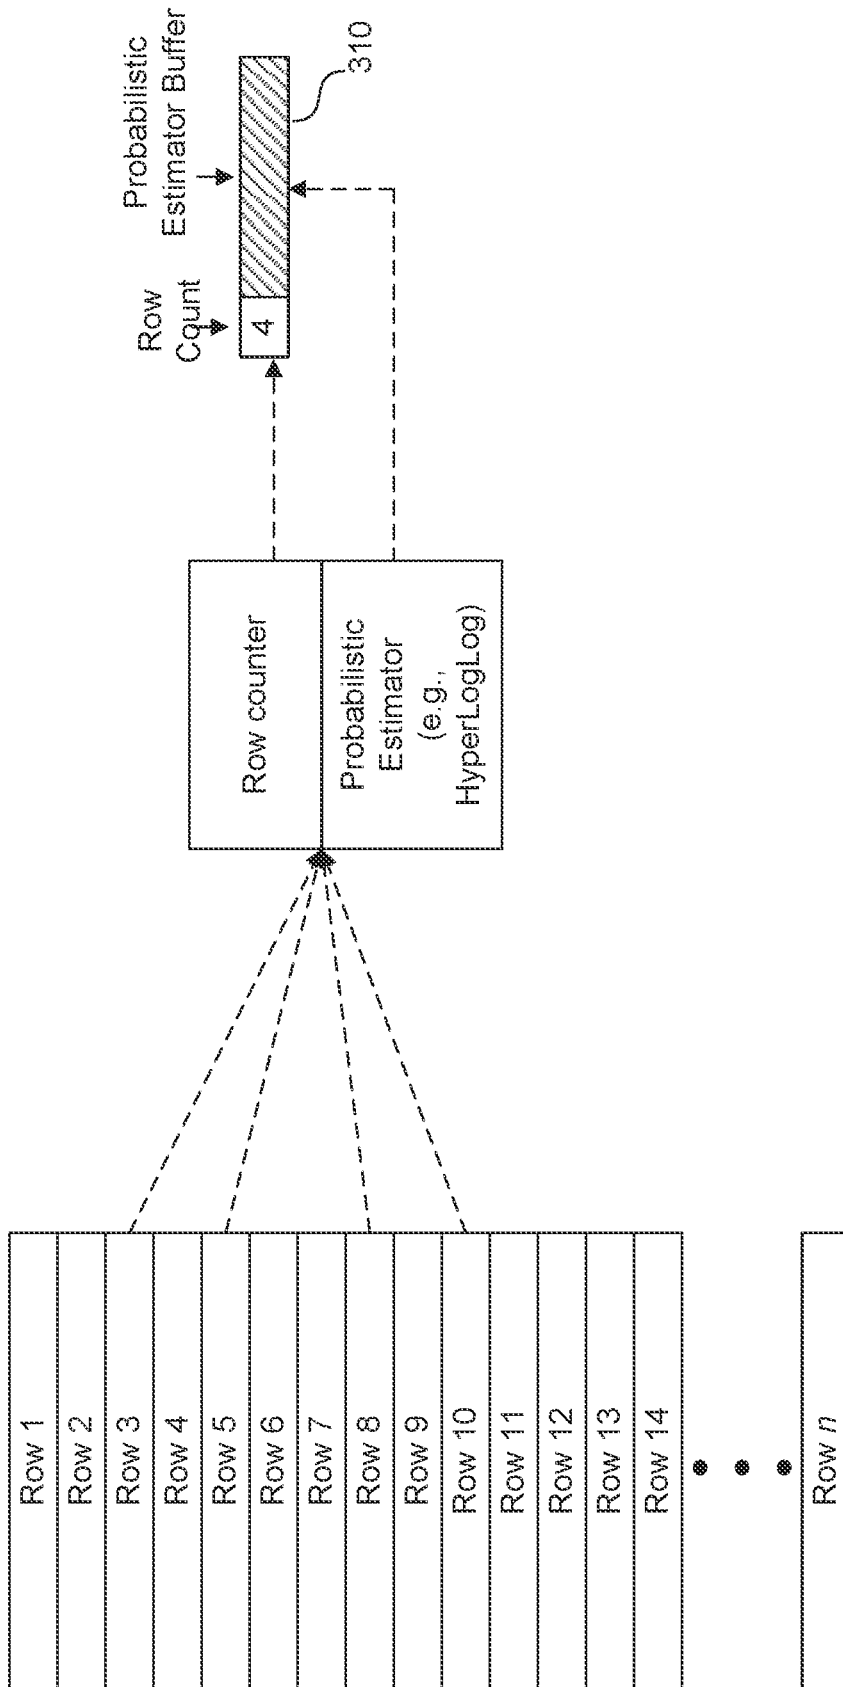 Row 1
Row 2
Row 3
Row 4
Row 5
Row 6
Row 7
Row 8
Row 9
Row 10
Row 11
Row 12
Row 13
Row 14
Row n
Row counter
Probabilistic
Estimator
(e.g.,
HyperLogLog)
Row
Count
4
Probabilistic
Estimator Buffer
310